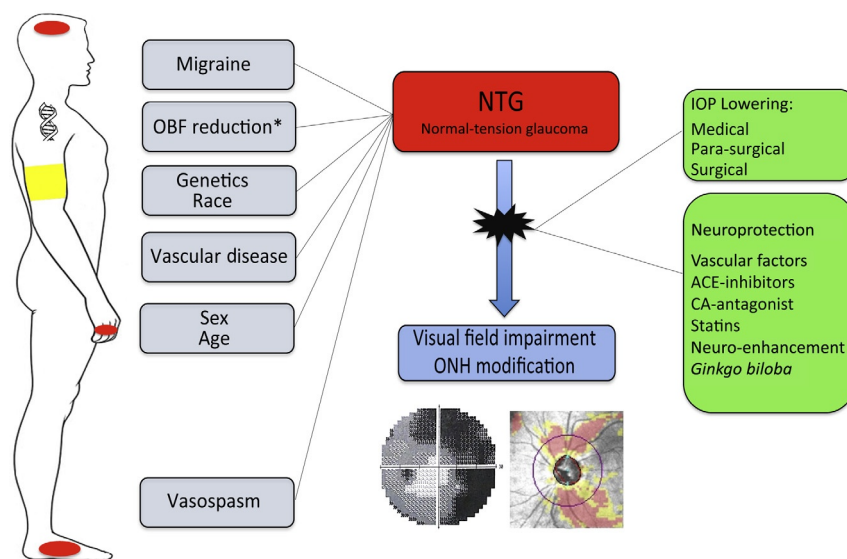 Migraine
OBF reduction*
Genetics
Race
Vascular disease
Sex
Age
Vasospasm
NTG
Normal-tension glaucoma
Visual field impairment
ONH modification
IOP Lowering:
Medical
Para-surgical
Surgical
Neuroprotection
Vascular factors
ACE-inhibitors
CA-antagonist
Statins
Neuro-enhancement
Ginkgo biloba